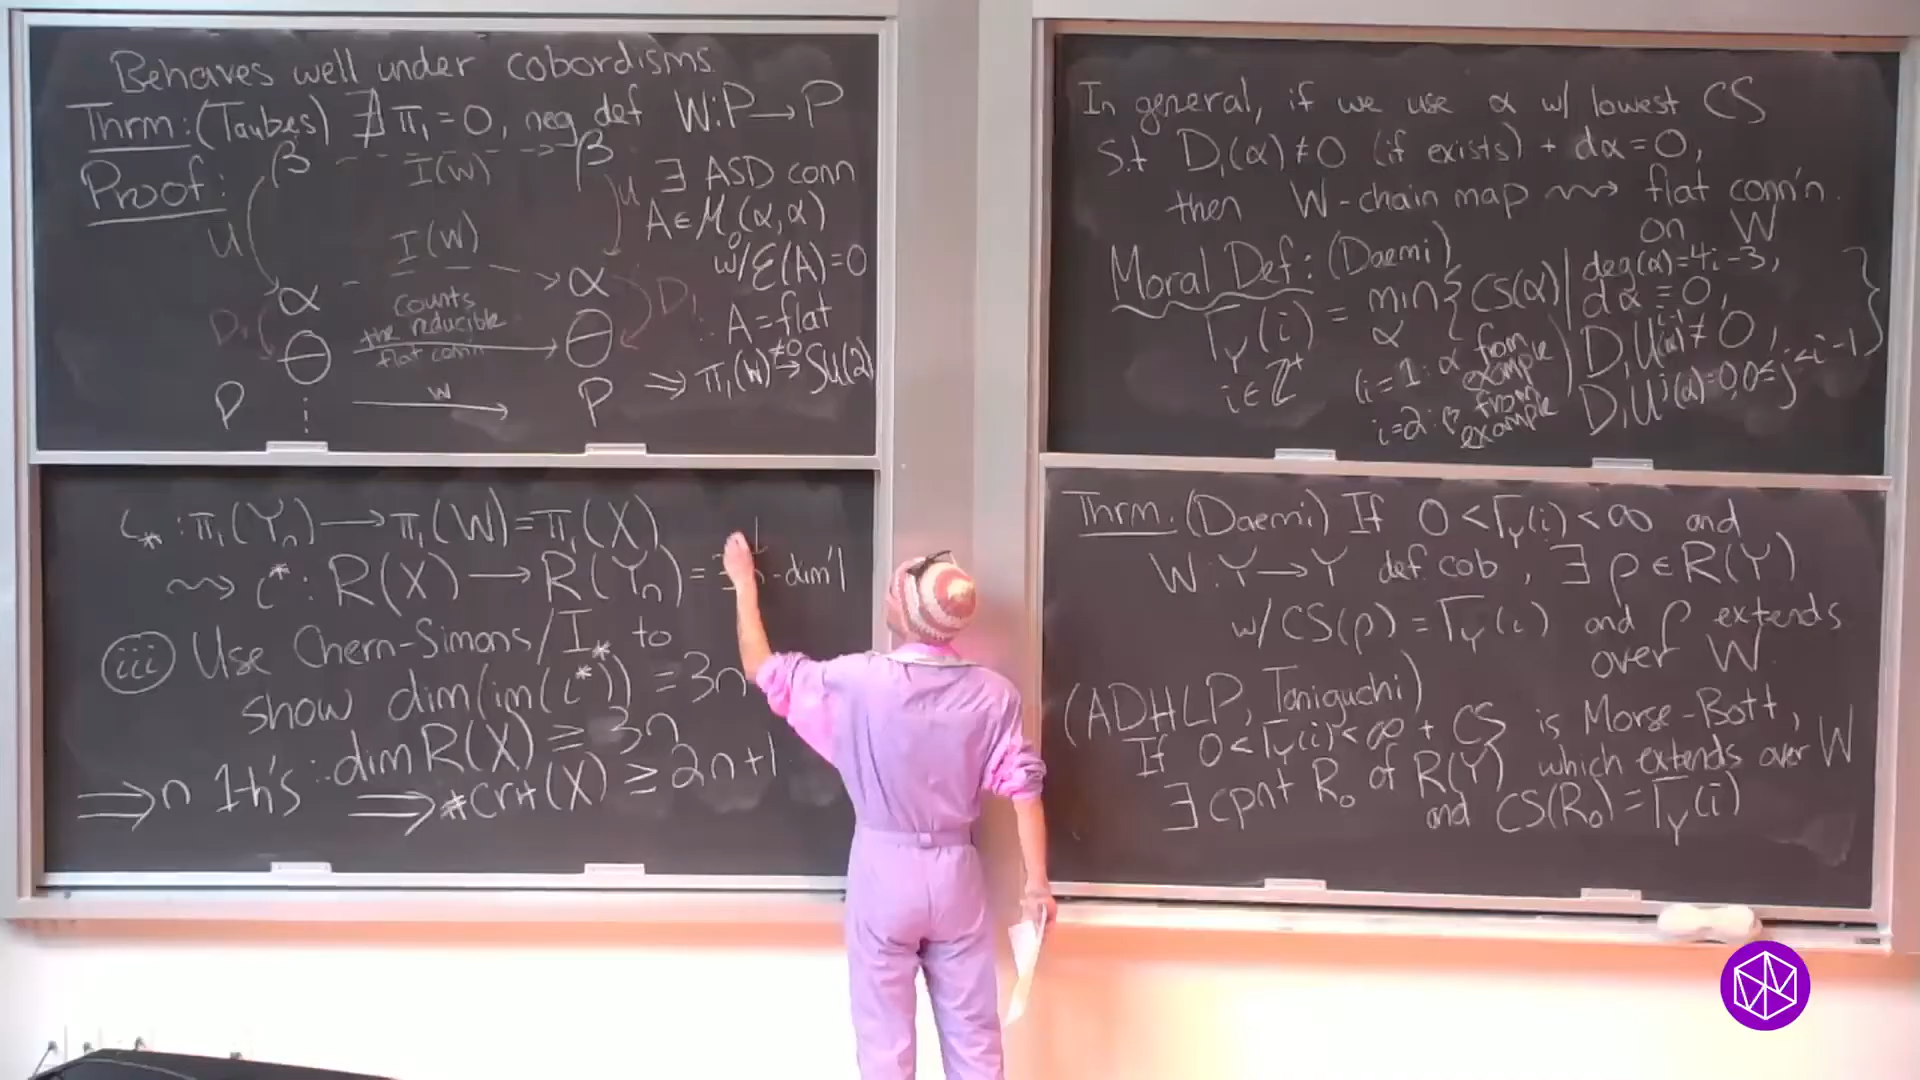 Behaves well under cobordisms
Thrm: (Taubes) ∄ π₁=0, neg def W:P→P
Proof:
β - - I(W) - - > β
U U
α - I(W) - > α
counts
the reducible
flat conn
D₁ D₁
θ → θ
P W → P
∃ ASD conn
A∈M₀(α,α)
w/ ℰ(A)=0
∴ A=flat
⇒ π₁(W) →^{≠0} SU(2)
ι_* : π₁(Yₙ)→π₁(W)=π₁(X)
⇝ ι* : R(X)→R(Yₙ) = -dim'l
(iii) Use Chern-Simons/I_* to
show dim(im(ι*)) = 3n
⇒ n 1h's : dim R(X) ≥ 3n
⇒ #crit(X) ≥ 2n+1
In general, if we use α w/ lowest CS
s.t D₁(α)≠0 (if exists) + dα=0,
then W-chain map ⇝ flat conn'n.
on W
Moral Def: (Daemi)
Γ_Y(i) = min_α { CS(α) | deg(α)=4i-3, dα=0, D₁U^{i-1}(α)≠0, D₁U^j(α)=0, 0≤j<i-1 }
i∈ℤ⁺
(i=1: α from example
i=2: β from example)
Thrm. (Daemi) If 0<Γ_Y(i)<∞ and
W:Y→Y def. cob, ∃ ρ∈R(Y)
w/ CS(ρ) = Γ_Y(i) and ρ extends
over W.
(ADHLP, Taniguchi)
If 0<Γ_Y(i)<∞ + CS is Morse-Bott,
∃ cpnt R₀ of R(Y) which extends over W
and CS(R₀)=Γ_Y(i)